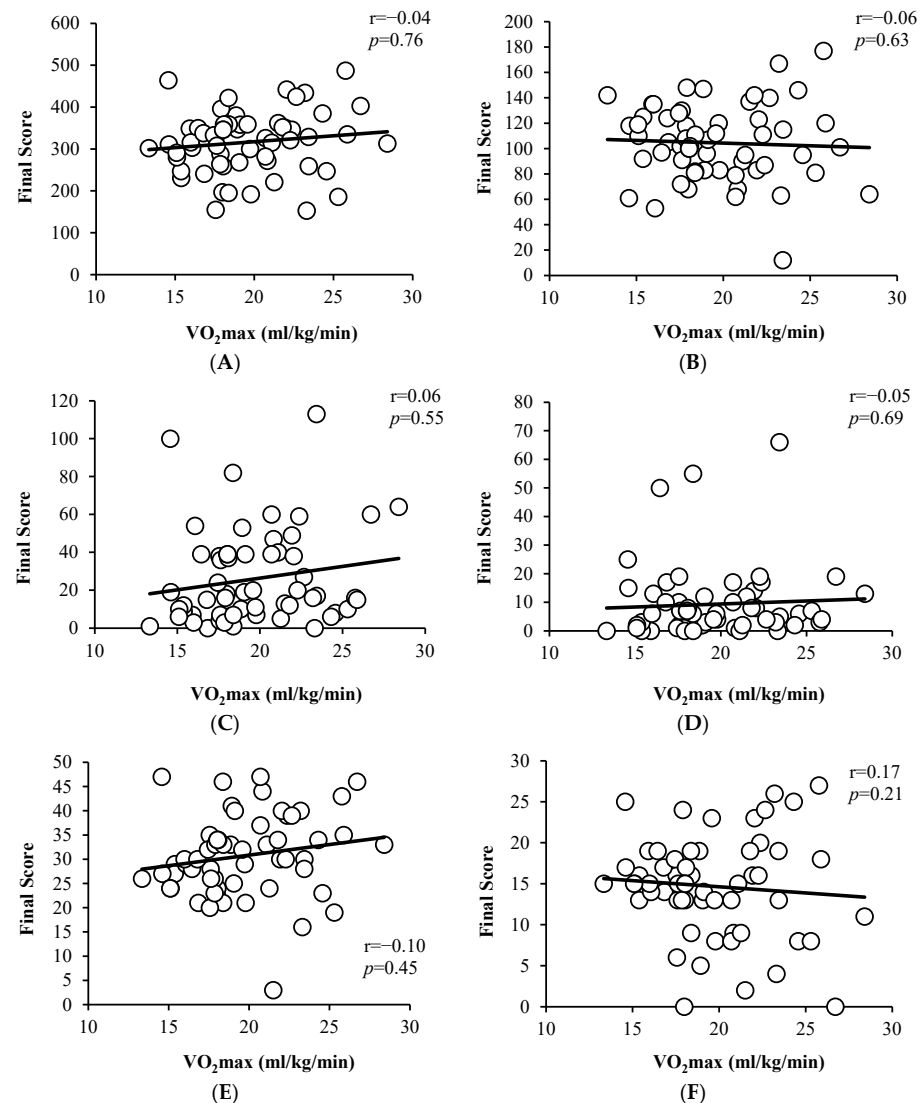 r=−0.04
p=0.76
600
500
400
300
200
100
0
Final Score
10 15 20 25 30
VO₂max (ml/kg/min)
(A)
r=−0.06
p=0.63
200
180
160
140
120
100
80
60
40
20
0
Final Score
10 15 20 25 30
VO₂max (ml/kg/min)
(B)
r=0.06
p=0.55
120
100
80
60
40
20
0
Final Score
10 15 20 25 30
VO₂max (ml/kg/min)
(C)
r=−0.05
p=0.69
80
70
60
50
40
30
20
10
0
Final Score
10 15 20 25 30
VO₂max (ml/kg/min)
(D)
50
45
40
35
30
25
20
15
10
5
0
Final Score
r=−0.10
p=0.45
10 15 20 25 30
VO₂max (ml/kg/min)
(E)
r=0.17
p=0.21
30
25
20
15
10
5
0
Final Score
10 15 20 25 30
VO₂max (ml/kg/min)
(F)